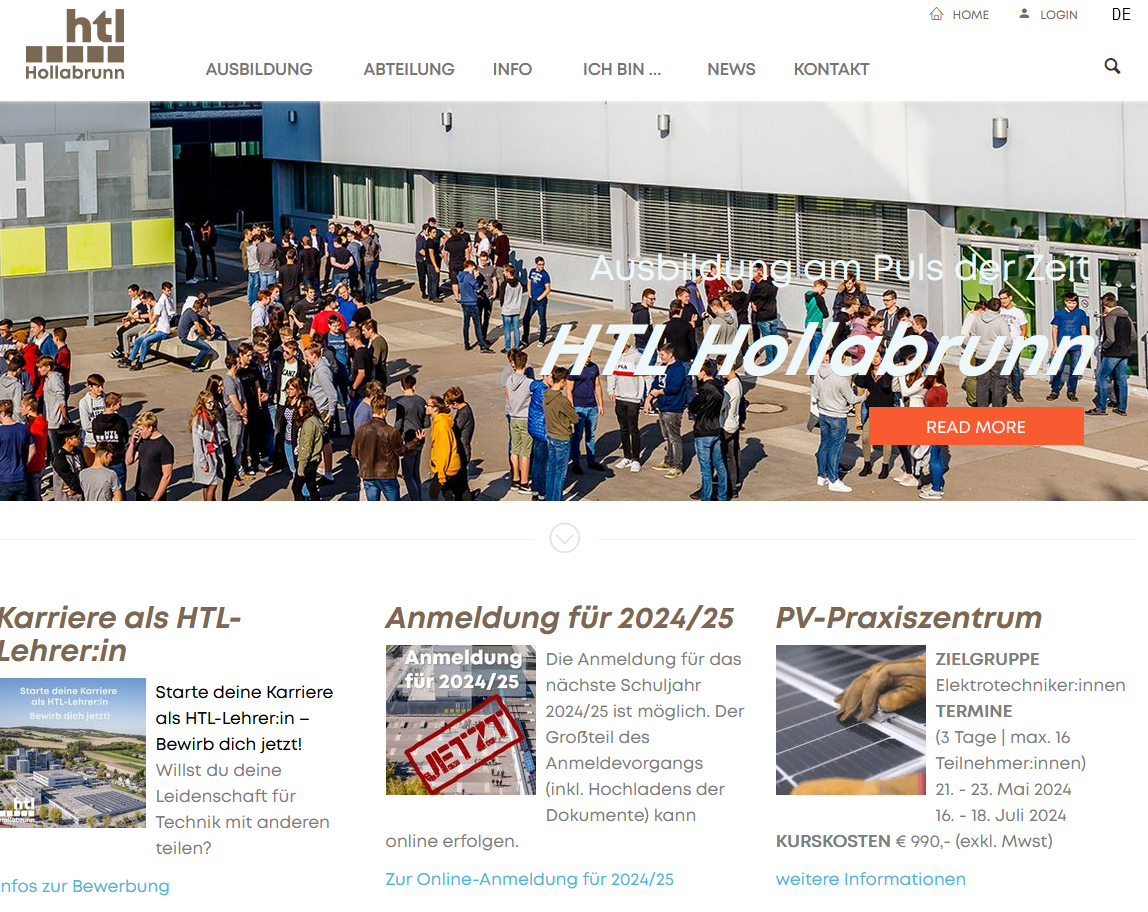 htl
Hollabrunn
HOME
LOGIN
DE
AUSBILDUNG
ABTEILUNG
INFO
ICH BIN ...
NEWS
KONTAKT
HT
Ausbildung am Puls der Zeit
HTL Hollabrunn
READ MORE
Karriere als HTL-
Lehrer:in
Starte deine Karriere
als HTL-Lehrer:in
Bewirb dich jetzt!
htl
Hollabrunn
Starte deine Karriere
als HTL-Lehrer:in –
Bewirb dich jetzt!
Willst du deine
Leidenschaft für
Technik mit anderen
teilen?
nfos zur Bewerbung
Anmeldung für 2024/25
Anmeldung
für 2024/25
JETZT
Die Anmeldung für das
nächste Schuljahr
2024/25 ist möglich. Der
Großteil des
Anmeldevorgangs
(inkl. Hochladens der
Dokumente) kann
online erfolgen.
Zur Online-Anmeldung für 2024/25
PV-Praxiszentrum
ZIELGRUPPE
Elektrotechniker:innen
TERMINE
(3 Tage | max. 16
Teilnehmer:innen)
21. - 23. Mai 2024
16. - 18. Juli 2024
KURSKOSTEN € 990,- (exkl. Mwst)
weitere Informationen